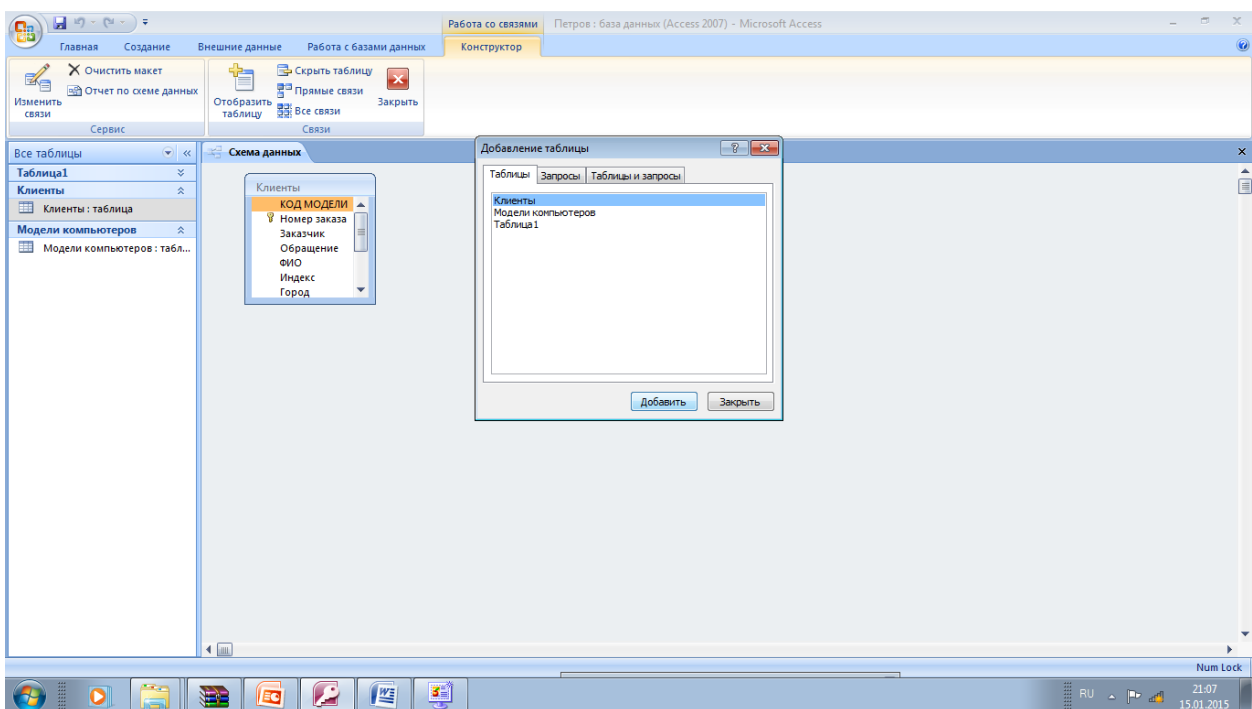 Работа со связями Петров : база данных (Access 2007) - Microsoft Access
Главная Создание Внешние данные Работа с базами данных Конструктор
Изменить связи
Очистить макет
Отчет по схеме данных
Сервис
Отобразить таблицу
Скрыть таблицу
Прямые связи
Все связи
Закрыть
Связи
Все таблицы
Таблица1
Клиенты
Клиенты : таблица
Модели компьютеров
Модели компьютеров : табл...
Схема данных
Клиенты
КОД МОДЕЛИ
Номер заказа
Заказчик
Обращение
ФИО
Индекс
Город
Добавление таблицы
Таблицы Запросы Таблицы и запросы
Клиенты
Модели компьютеров
Таблица1
Добавить Закрыть
Num Lock
RU
21:07
15.01.2015